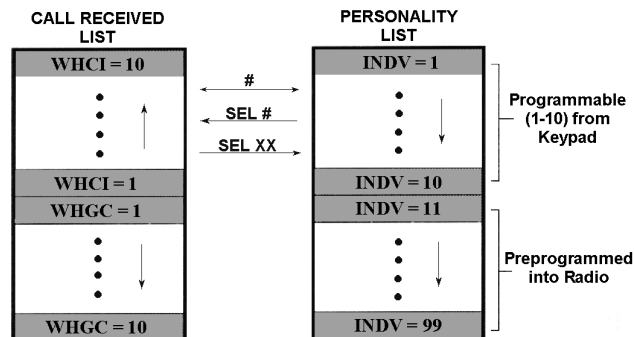 CALL RECEIVED
LIST
WHCI = 10
WHCI = 1
WHGC = 1
WHGC = 10
#
SEL #
SEL XX
PERSONALITY
LIST
INDV = 1
INDV = 10
INDV = 11
INDV = 99
Programmable
(1-10) from
Keypad
Preprogrammed
into Radio